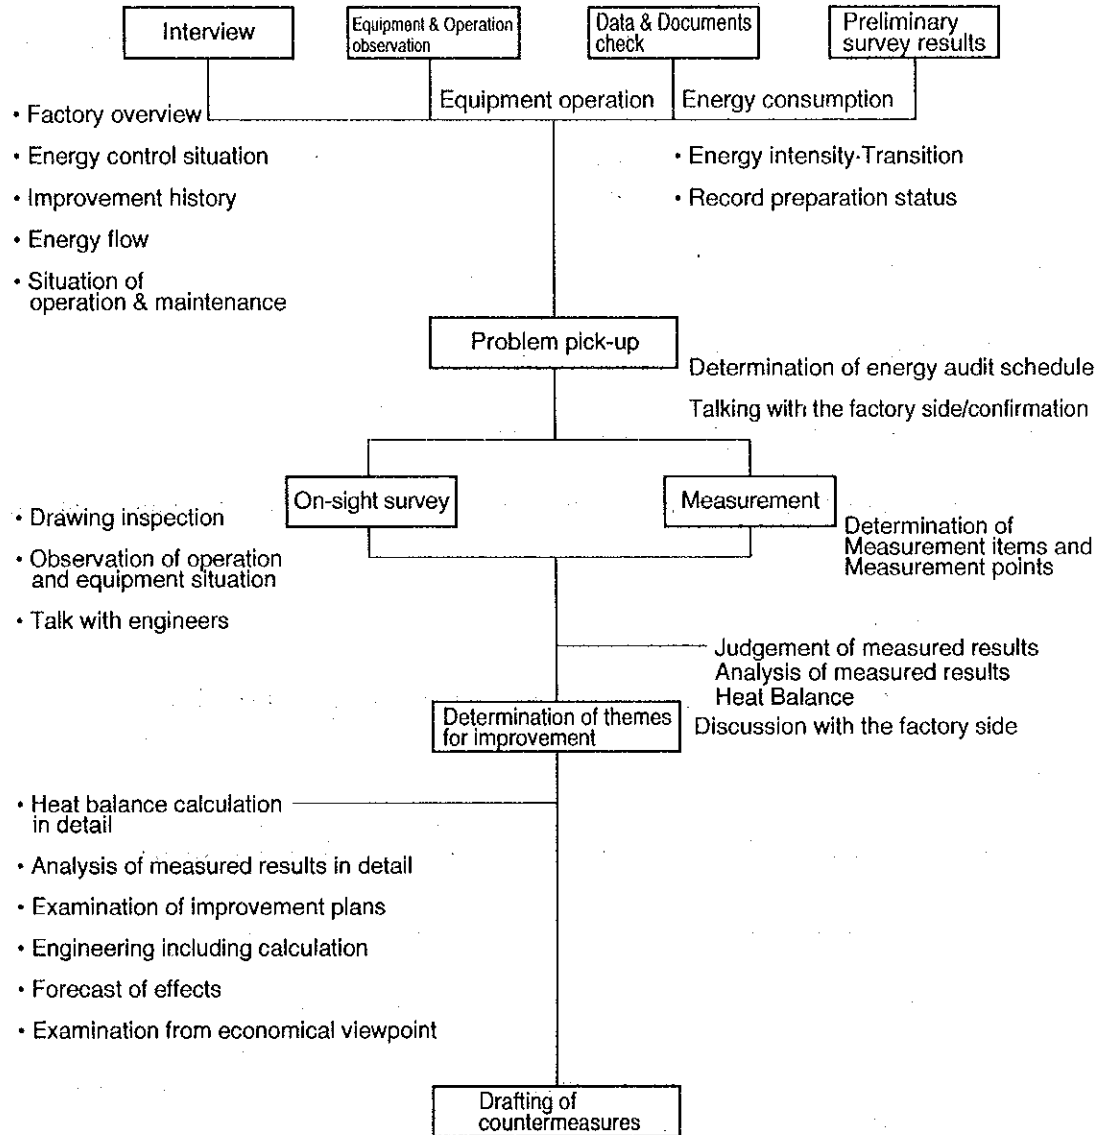 Interview
Equipment & Operation
observation
Data & Documents
check
Preliminary
survey results
Equipment operation
Energy consumption
• Factory overview
• Energy control situation
• Improvement history
• Energy flow
• Situation of
operation & maintenance
• Energy intensity·Transition
• Record preparation status
Problem pick-up
Determination of energy audit schedule
Talking with the factory side/confirmation
On-sight survey
Measurement
• Drawing inspection
• Observation of operation
and equipment situation
• Talk with engineers
Determination of
Measurement items and
Measurement points
Judgement of measured results
Analysis of measured results
Heat Balance
Determination of themes
for improvement
Discussion with the factory side
• Heat balance calculation
in detail
• Analysis of measured results in detail
• Examination of improvement plans
• Engineering including calculation
• Forecast of effects
• Examination from economical viewpoint
Drafting of
countermeasures